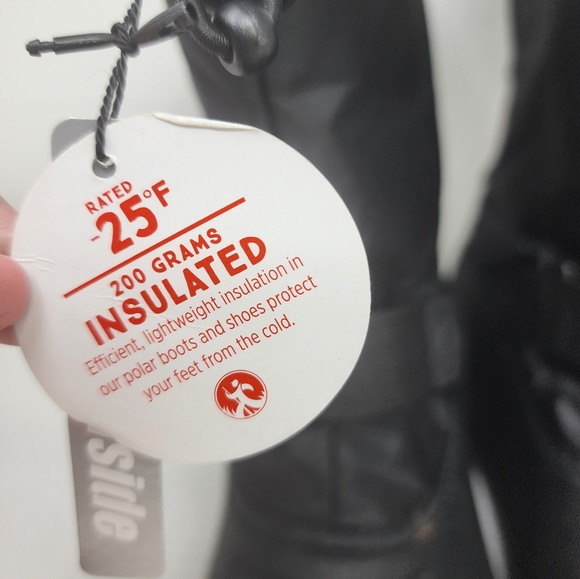 RATED
-25°F
200 GRAMS
INSULATED
Efficient, lightweight insulation in
our polar boots and shoes protect
your feet from the cold.
side